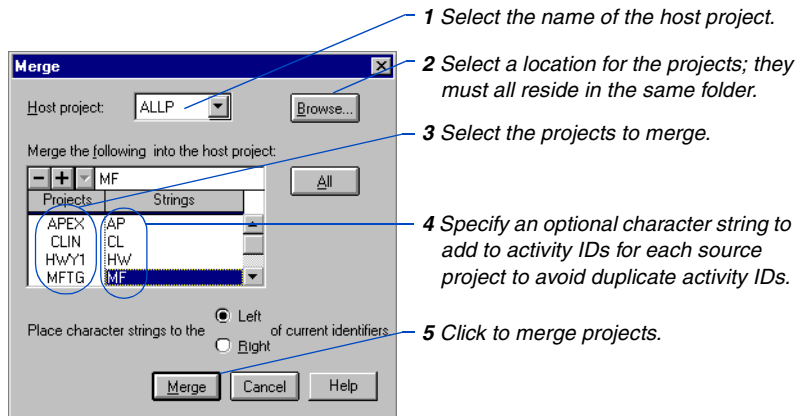 1 Select the name of the host project.
Merge
2 Select a location for the projects; they
must all reside in the same folder.
Host project: ALLP Browse...
3 Select the projects to merge.
Merge the following into the host project:
MF All
Projects Strings
APEX AP
CLIN CL
HWY1 HW
MFTG MF
4 Specify an optional character string to
add to activity IDs for each source
project to avoid duplicate activity IDs.
Left
Place character strings to the of current identifiers
Right
5 Click to merge projects.
Merge Cancel Help